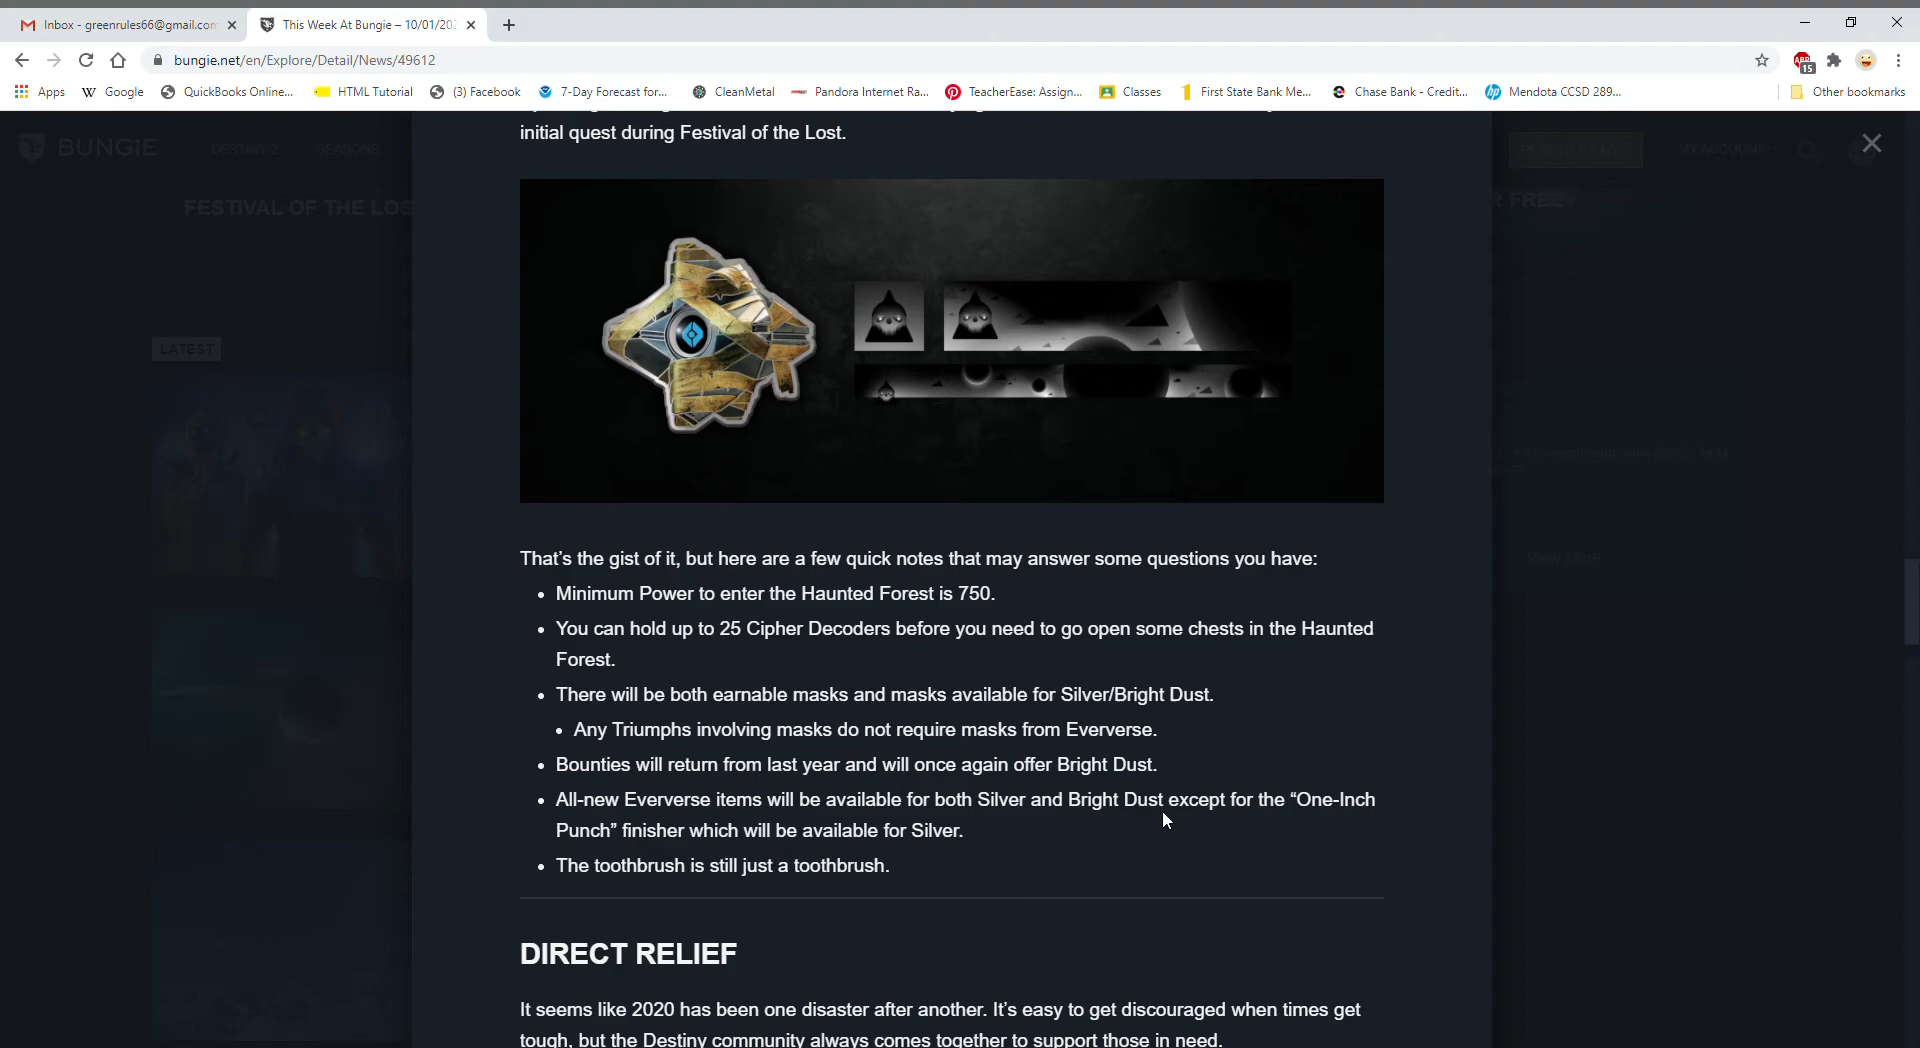 Inbox - greenrules66@gmail.com
This Week At Bungie – 10/01/202
bungie.net/en/Explore/Detail/News/49612
ABP
15
Apps
Google
QuickBooks Online...
HTML Tutorial
(3) Facebook
7-Day Forecast for...
CleanMetal
Pandora Internet Ra...
TeacherEase: Assign...
Classes
First State Bank Me...
Chase Bank - Credit...
Mendota CCSD 289...
Other bookmarks
initial quest during Festival of the Lost.
BUNGiE
DESTINY 2
SEASONS
MY ACCOUNT
FESTIVAL OF THE LOS
R FREE
LATEST
That's the gist of it, but here are a few quick notes that may answer some questions you have:
• Minimum Power to enter the Haunted Forest is 750.
• You can hold up to 25 Cipher Decoders before you need to go open some chests in the Haunted
Forest.
• There will be both earnable masks and masks available for Silver/Bright Dust.
• Any Triumphs involving masks do not require masks from Eververse.
• Bounties will return from last year and will once again offer Bright Dust.
• All-new Eververse items will be available for both Silver and Bright Dust except for the “One-Inch
Punch” finisher which will be available for Silver.
• The toothbrush is still just a toothbrush.
DIRECT RELIEF
It seems like 2020 has been one disaster after another. It's easy to get discouraged when times get
tough, but the Destiny community always comes together to support those in need.